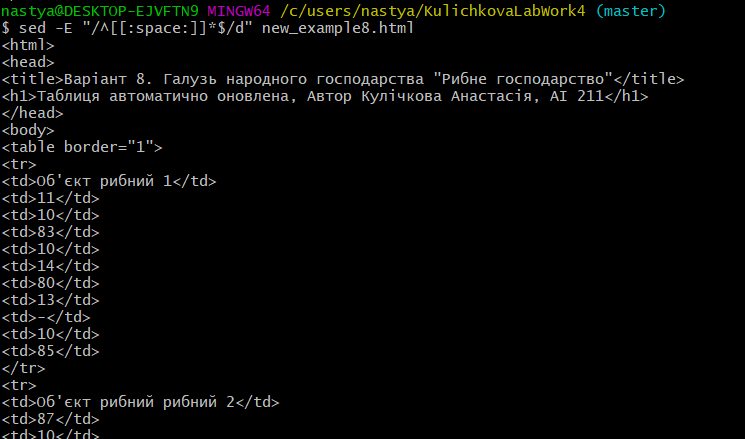 nastya@DESKTOP-EJVFTN9 MINGW64 /c/users/nastya/KulichkovaLabWork4 (master)
$ sed -E "/^[[:space:]]*$/d" new_example8.html
<html>
<head>
<title>Варіант 8. Галузь народного господарства "Рибне господарство"</title>
<h1>Таблиця автоматично оновлена, Автор Кулічкова Анастасія, АІ 211</h1>
</head>
<body>
<table border="1">
<tr>
<td>Об'єкт рибний 1</td>
<td>11</td>
<td>10</td>
<td>83</td>
<td>10</td>
<td>14</td>
<td>80</td>
<td>13</td>
<td>-</td>
<td>10</td>
<td>85</td>
</tr>
<tr>
<td>Об'єкт рибний рибний 2</td>
<td>87</td>
<td>10</td>